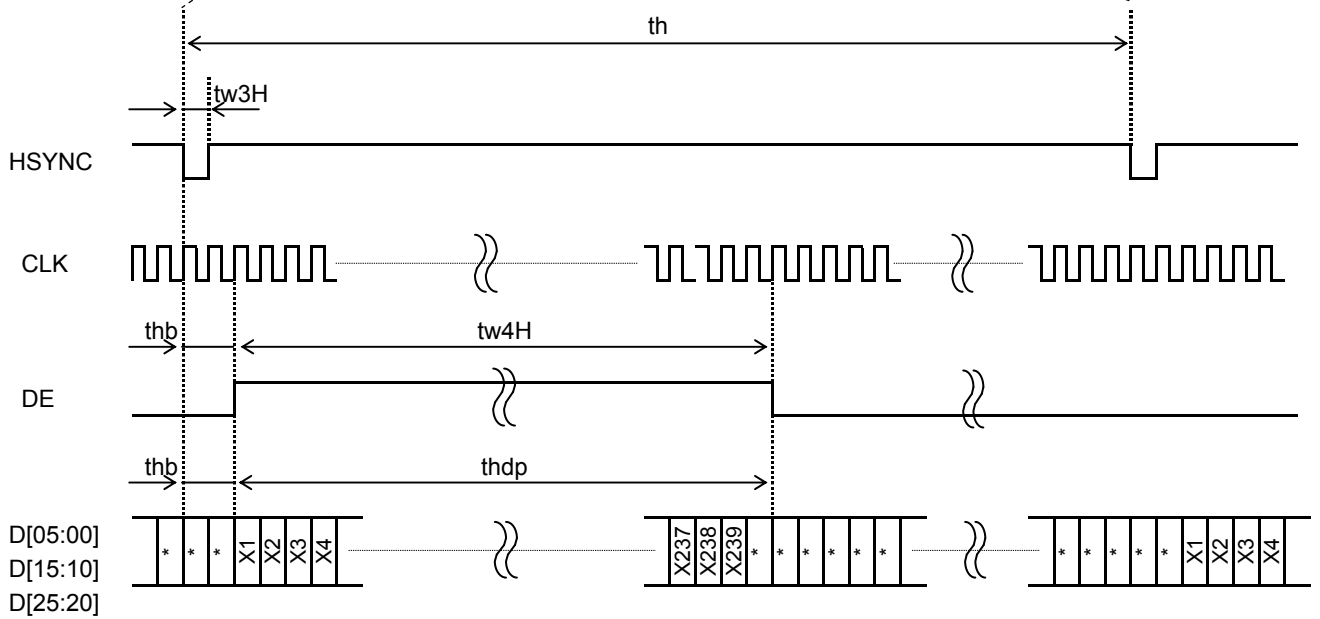 th
tw3H
HSYNC
CLK
thb tw4H
DE
thb thdp
D[05:00]
D[15:10]
D[25:20]
* * * X1 X2 X3 X4 X237 X238 X239 * * * * * * * * * * * X1 X2 X3 X4